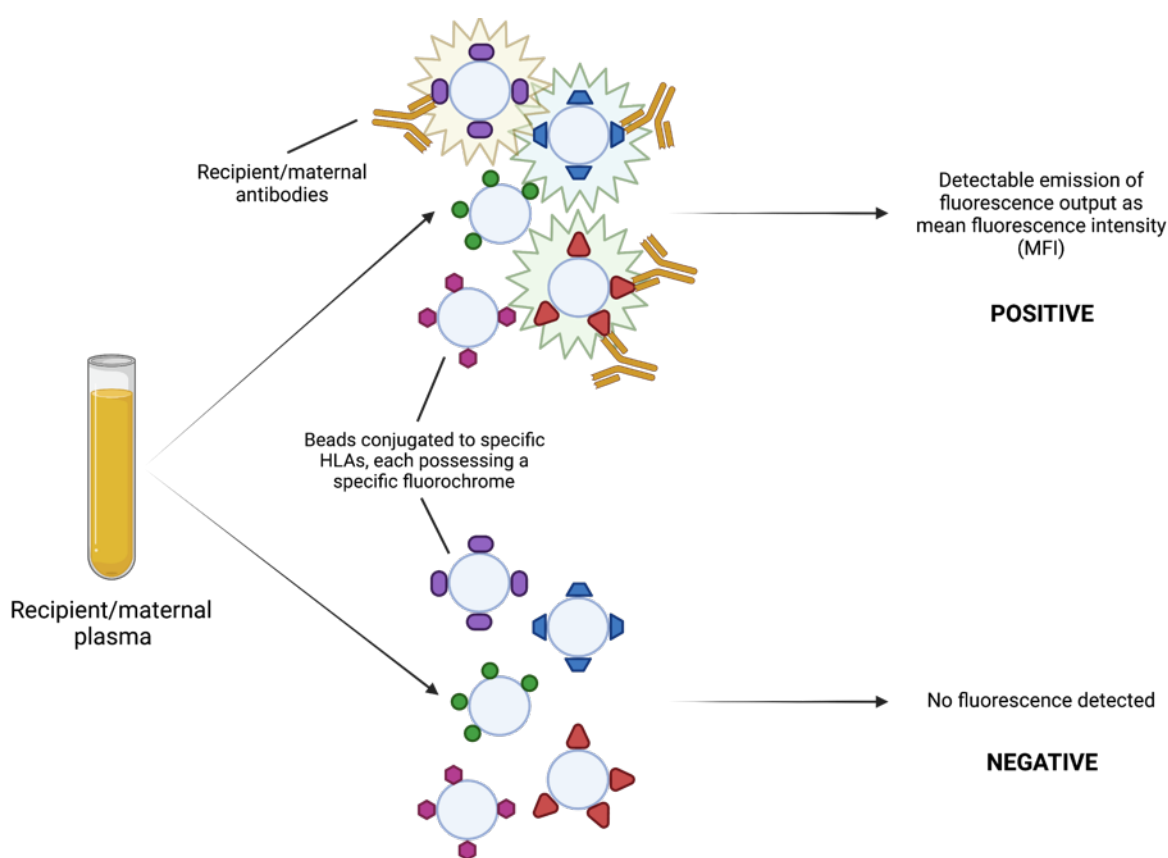 Recipient/maternal
antibodies
Detectable emission of
fluorescence output as
mean fluorescence intensity
(MFI)
POSITIVE
Beads conjugated to specific
HLAs, each possessing a
specific fluorochrome
Recipient/maternal
plasma
No fluorescence detected
NEGATIVE